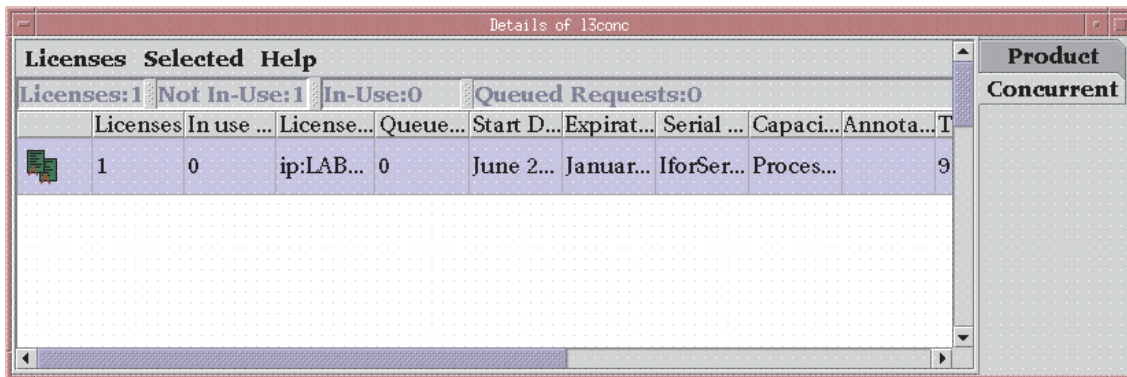 Details of l3conc
Licenses Selected Help
Product
Concurrent
Licenses:1 Not In-Use:1 In-Use:0 Queued Requests:0
Licenses In use ... License... Queue... Start D... Expirat... Serial ... Capaci... Annota... T
1 0 ip:LAB... 0 June 2... Januar... IforSer... Proces... 9